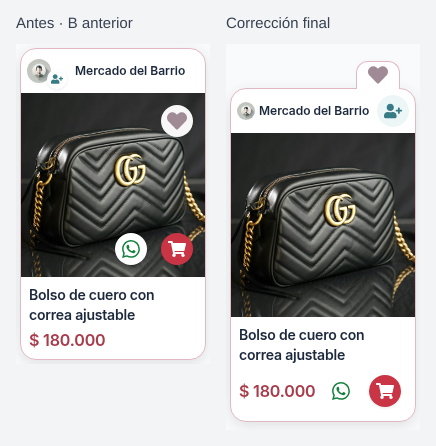 Antes · B anterior
Corrección final
Mercado del Barrio
Bolso de cuero con
correa ajustable
$ 180.000
Mercado del Barrio
Bolso de cuero con
correa ajustable
$ 180.000